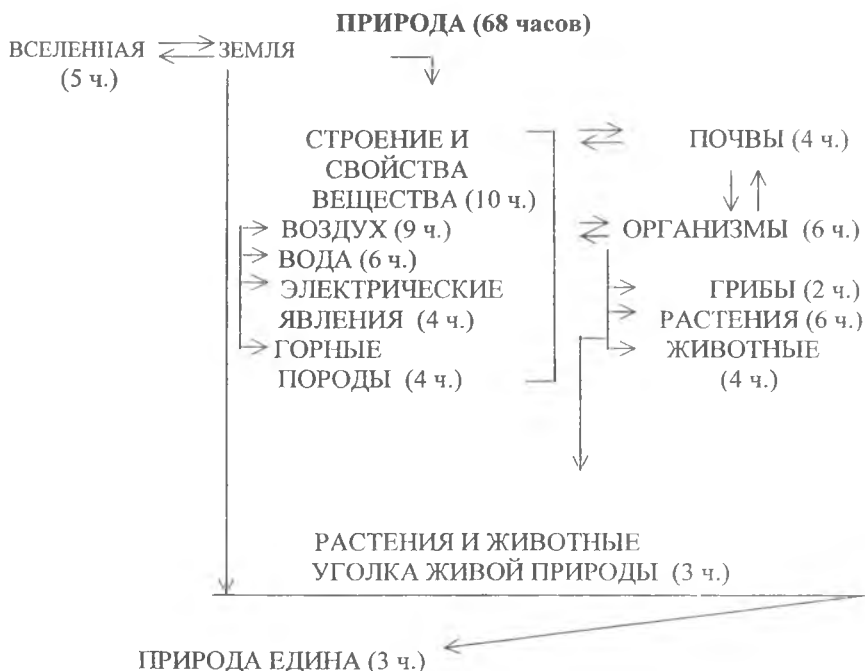 ПРИРОДА (68 часов)
ВСЕЛЕННАЯ ЗЕМЛЯ
(5 ч.)
СТРОЕНИЕ И
СВОЙСТВА
ВЕЩЕСТВА (10 ч.)
ВОЗДУХ (9 ч.)
ВОДА (6 ч.)
ЭЛЕКТРИЧЕСКИЕ
ЯВЛЕНИЯ (4 ч.)
ГОРНЫЕ
ПОРОДЫ (4 ч.)
ПОЧВЫ (4 ч.)
ОРГАНИЗМЫ (6 ч.)
ГРИБЫ (2 ч.)
РАСТЕНИЯ (6 ч.)
ЖИВОТНЫЕ
(4 ч.)
РАСТЕНИЯ И ЖИВОТНЫЕ
УГОЛКА ЖИВОЙ ПРИРОДЫ (3 ч.)
ПРИРОДА ЕДИНА (3 ч.)